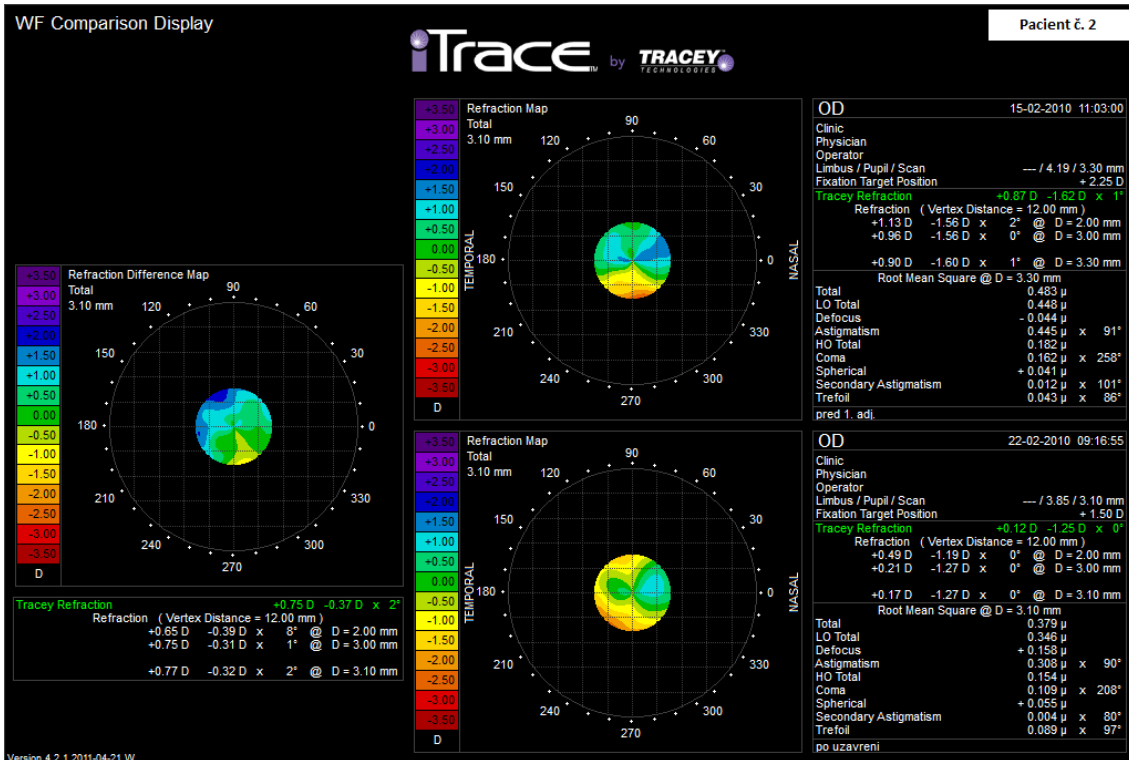 WF Comparison Display
Pacient č. 2
iTrace™ by TRACEY
TECHNOLOGIES
+3.50
+3.00
+2.50
+2.00
+1.50
+1.00
+0.50
0.00
-0.50
-1.00
-1.50
-2.00
-2.50
-3.00
-3.50
D
Refraction Map
Total
3.10 mm
90
120
60
150
30
180
0
210
330
240
300
270
TEMPORAL
NASAL
OD 15-02-2010 11:03:00
Clinic
Physician
Operator
Limbus / Pupil / Scan --- / 4.19 / 3.30 mm
Fixation Target Position + 2.25 D
Tracey Refraction +0.87 D -1.62 D x 1°
Refraction ( Vertex Distance = 12.00 mm )
+1.13 D -1.56 D x 2° @ D = 2.00 mm
+0.96 D -1.56 D x 0° @ D = 3.00 mm
+0.90 D -1.60 D x 1° @ D = 3.30 mm
Root Mean Square @ D = 3.30 mm
Total 0.483 µ
LO Total 0.448 µ
Defocus - 0.044 µ
Astigmatism 0.445 µ x 91°
HO Total 0.182 µ
Coma 0.162 µ x 258°
Spherical + 0.041 µ
Secondary Astigmatism 0.012 µ x 101°
Trefoil 0.043 µ x 86°
pred 1. adj.
+3.50
+3.00
+2.50
+2.00
+1.50
+1.00
+0.50
0.00
-0.50
-1.00
-1.50
-2.00
-2.50
-3.00
-3.50
D
Refraction Difference Map
Total
3.10 mm
90
120
60
150
30
180
0
210
330
240
300
270
Tracey Refraction +0.75 D -0.37 D x 2°
Refraction ( Vertex Distance = 12.00 mm )
+0.65 D -0.39 D x 8° @ D = 2.00 mm
+0.75 D -0.31 D x 1° @ D = 3.00 mm
+0.77 D -0.32 D x 2° @ D = 3.10 mm
+3.50
+3.00
+2.50
+2.00
+1.50
+1.00
+0.50
0.00
-0.50
-1.00
-1.50
-2.00
-2.50
-3.00
-3.50
D
Refraction Map
Total
3.10 mm
90
120
60
150
30
180
0
210
330
240
300
270
TEMPORAL
NASAL
OD 22-02-2010 09:16:55
Clinic
Physician
Operator
Limbus / Pupil / Scan --- / 3.85 / 3.10 mm
Fixation Target Position + 1.50 D
Tracey Refraction +0.12 D -1.25 D x 0°
Refraction ( Vertex Distance = 12.00 mm )
+0.49 D -1.19 D x 0° @ D = 2.00 mm
+0.21 D -1.27 D x 0° @ D = 3.00 mm
+0.17 D -1.27 D x 0° @ D = 3.10 mm
Root Mean Square @ D = 3.10 mm
Total 0.379 µ
LO Total 0.346 µ
Defocus + 0.158 µ
Astigmatism 0.308 µ x 90°
HO Total 0.154 µ
Coma 0.109 µ x 208°
Spherical + 0.055 µ
Secondary Astigmatism 0.004 µ x 80°
Trefoil 0.089 µ x 97°
po uzavreni
Version 4.2.1 2011-04-21 W